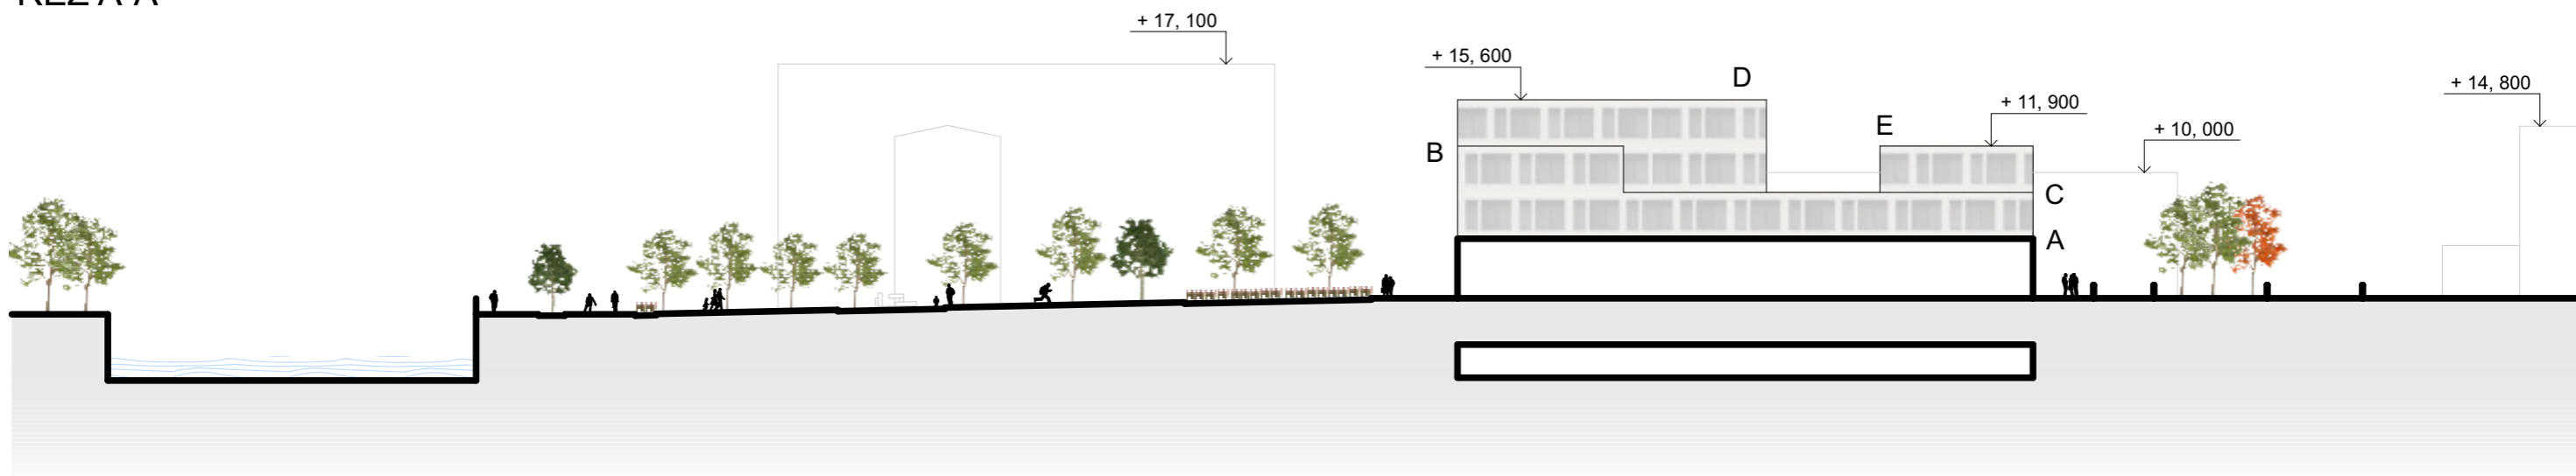 + 17, 100
+ 15, 600
D
+ 14, 800
+ 11, 900
E
+ 10, 000
B
C
A